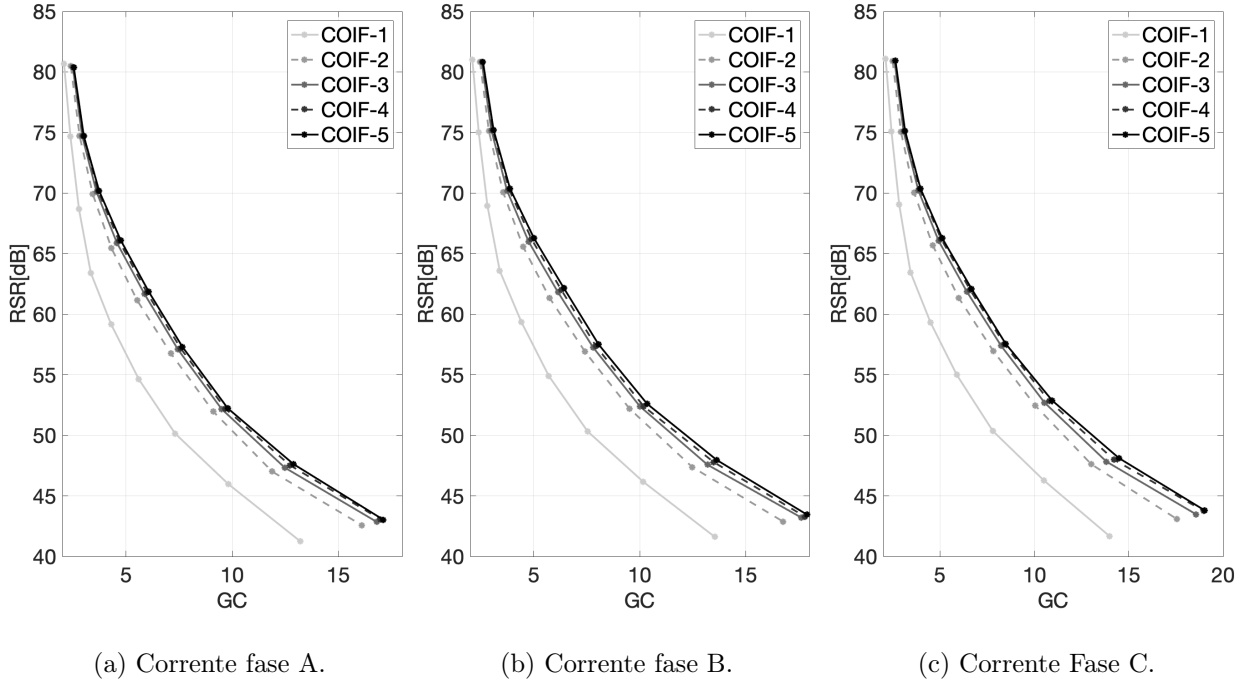 85
80
75
70
65
60
55
50
45
40
RSR[dB]
5
10
15
GC
COIF-1
COIF-2
COIF-3
COIF-4
COIF-5
(a) Corrente fase A.
85
80
75
70
65
60
55
50
45
40
RSR[dB]
5
10
15
GC
COIF-1
COIF-2
COIF-3
COIF-4
COIF-5
(b) Corrente fase B.
85
80
75
70
65
60
55
50
45
40
RSR[dB]
5
10
15
20
GC
COIF-1
COIF-2
COIF-3
COIF-4
COIF-5
(c) Corrente Fase C.